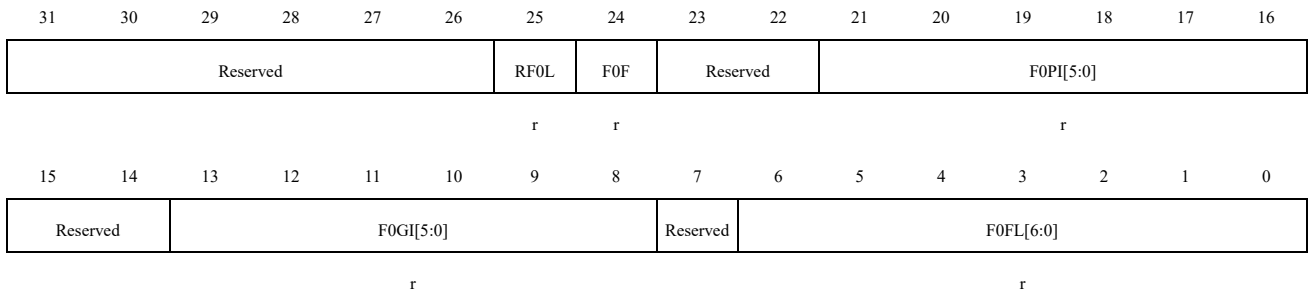 31 30 29 28 27 26 25 24 23 22 21 20 19 18 17 16
Reserved RF0L F0F Reserved F0PI[5:0]
r r r
15 14 13 12 11 10 9 8 7 6 5 4 3 2 1 0
Reserved F0GI[5:0] Reserved F0FL[6:0]
r r